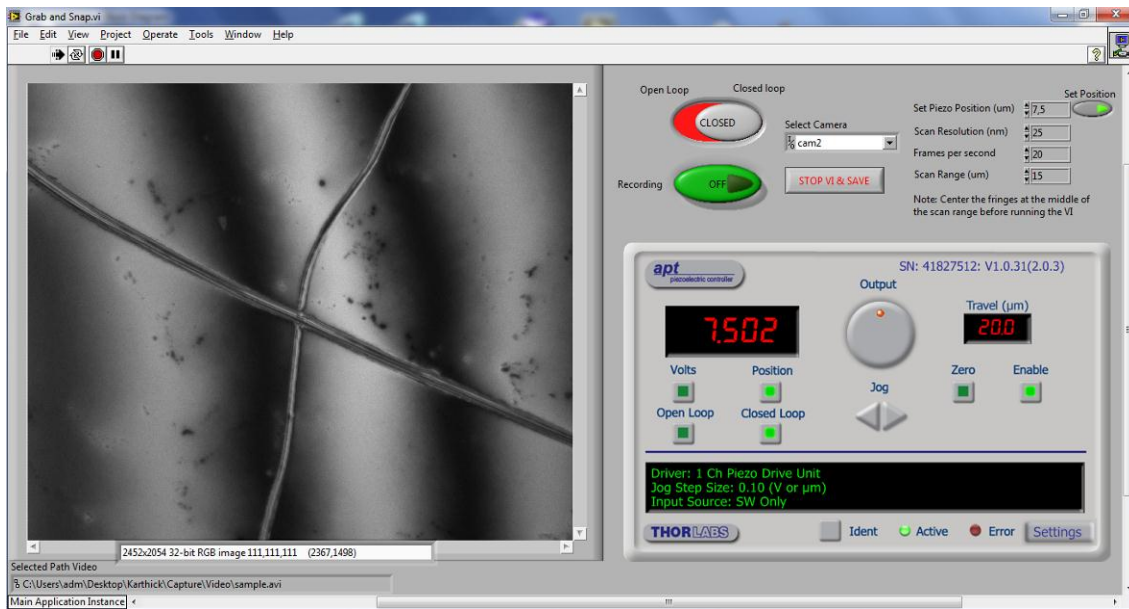 Grab and Snap.vi
File Edit View Project Operate Tools Window Help
Open Loop Closed loop
CLOSED
Select Camera
cam2
Recording
OFF
STOP VI & SAVE
Set Position
Set Piezo Position (um) 7,5
Scan Resolution (nm) 25
Frames per second 20
Scan Range (um) 15
Note: Center the fringes at the middle of
the scan range before running the VI
apt
piezoelectric controller
SN: 41827512: V1.0.31(2.0.3)
Output
Travel (μm)
7.502
20.0
Volts Position
Jog
Zero Enable
Open Loop Closed Loop
Driver: 1 Ch Piezo Drive Unit
Jog Step Size: 0.10 (V or μm)
Input Source: SW Only
THORLABS
Ident Active Error Settings
2452x2054 32-bit RGB image 111,111,111 (2367,1498)
Selected Path Video
C:\Users\adm\Desktop\Karthick\Capture\Video\sample.avi
Main Application Instance